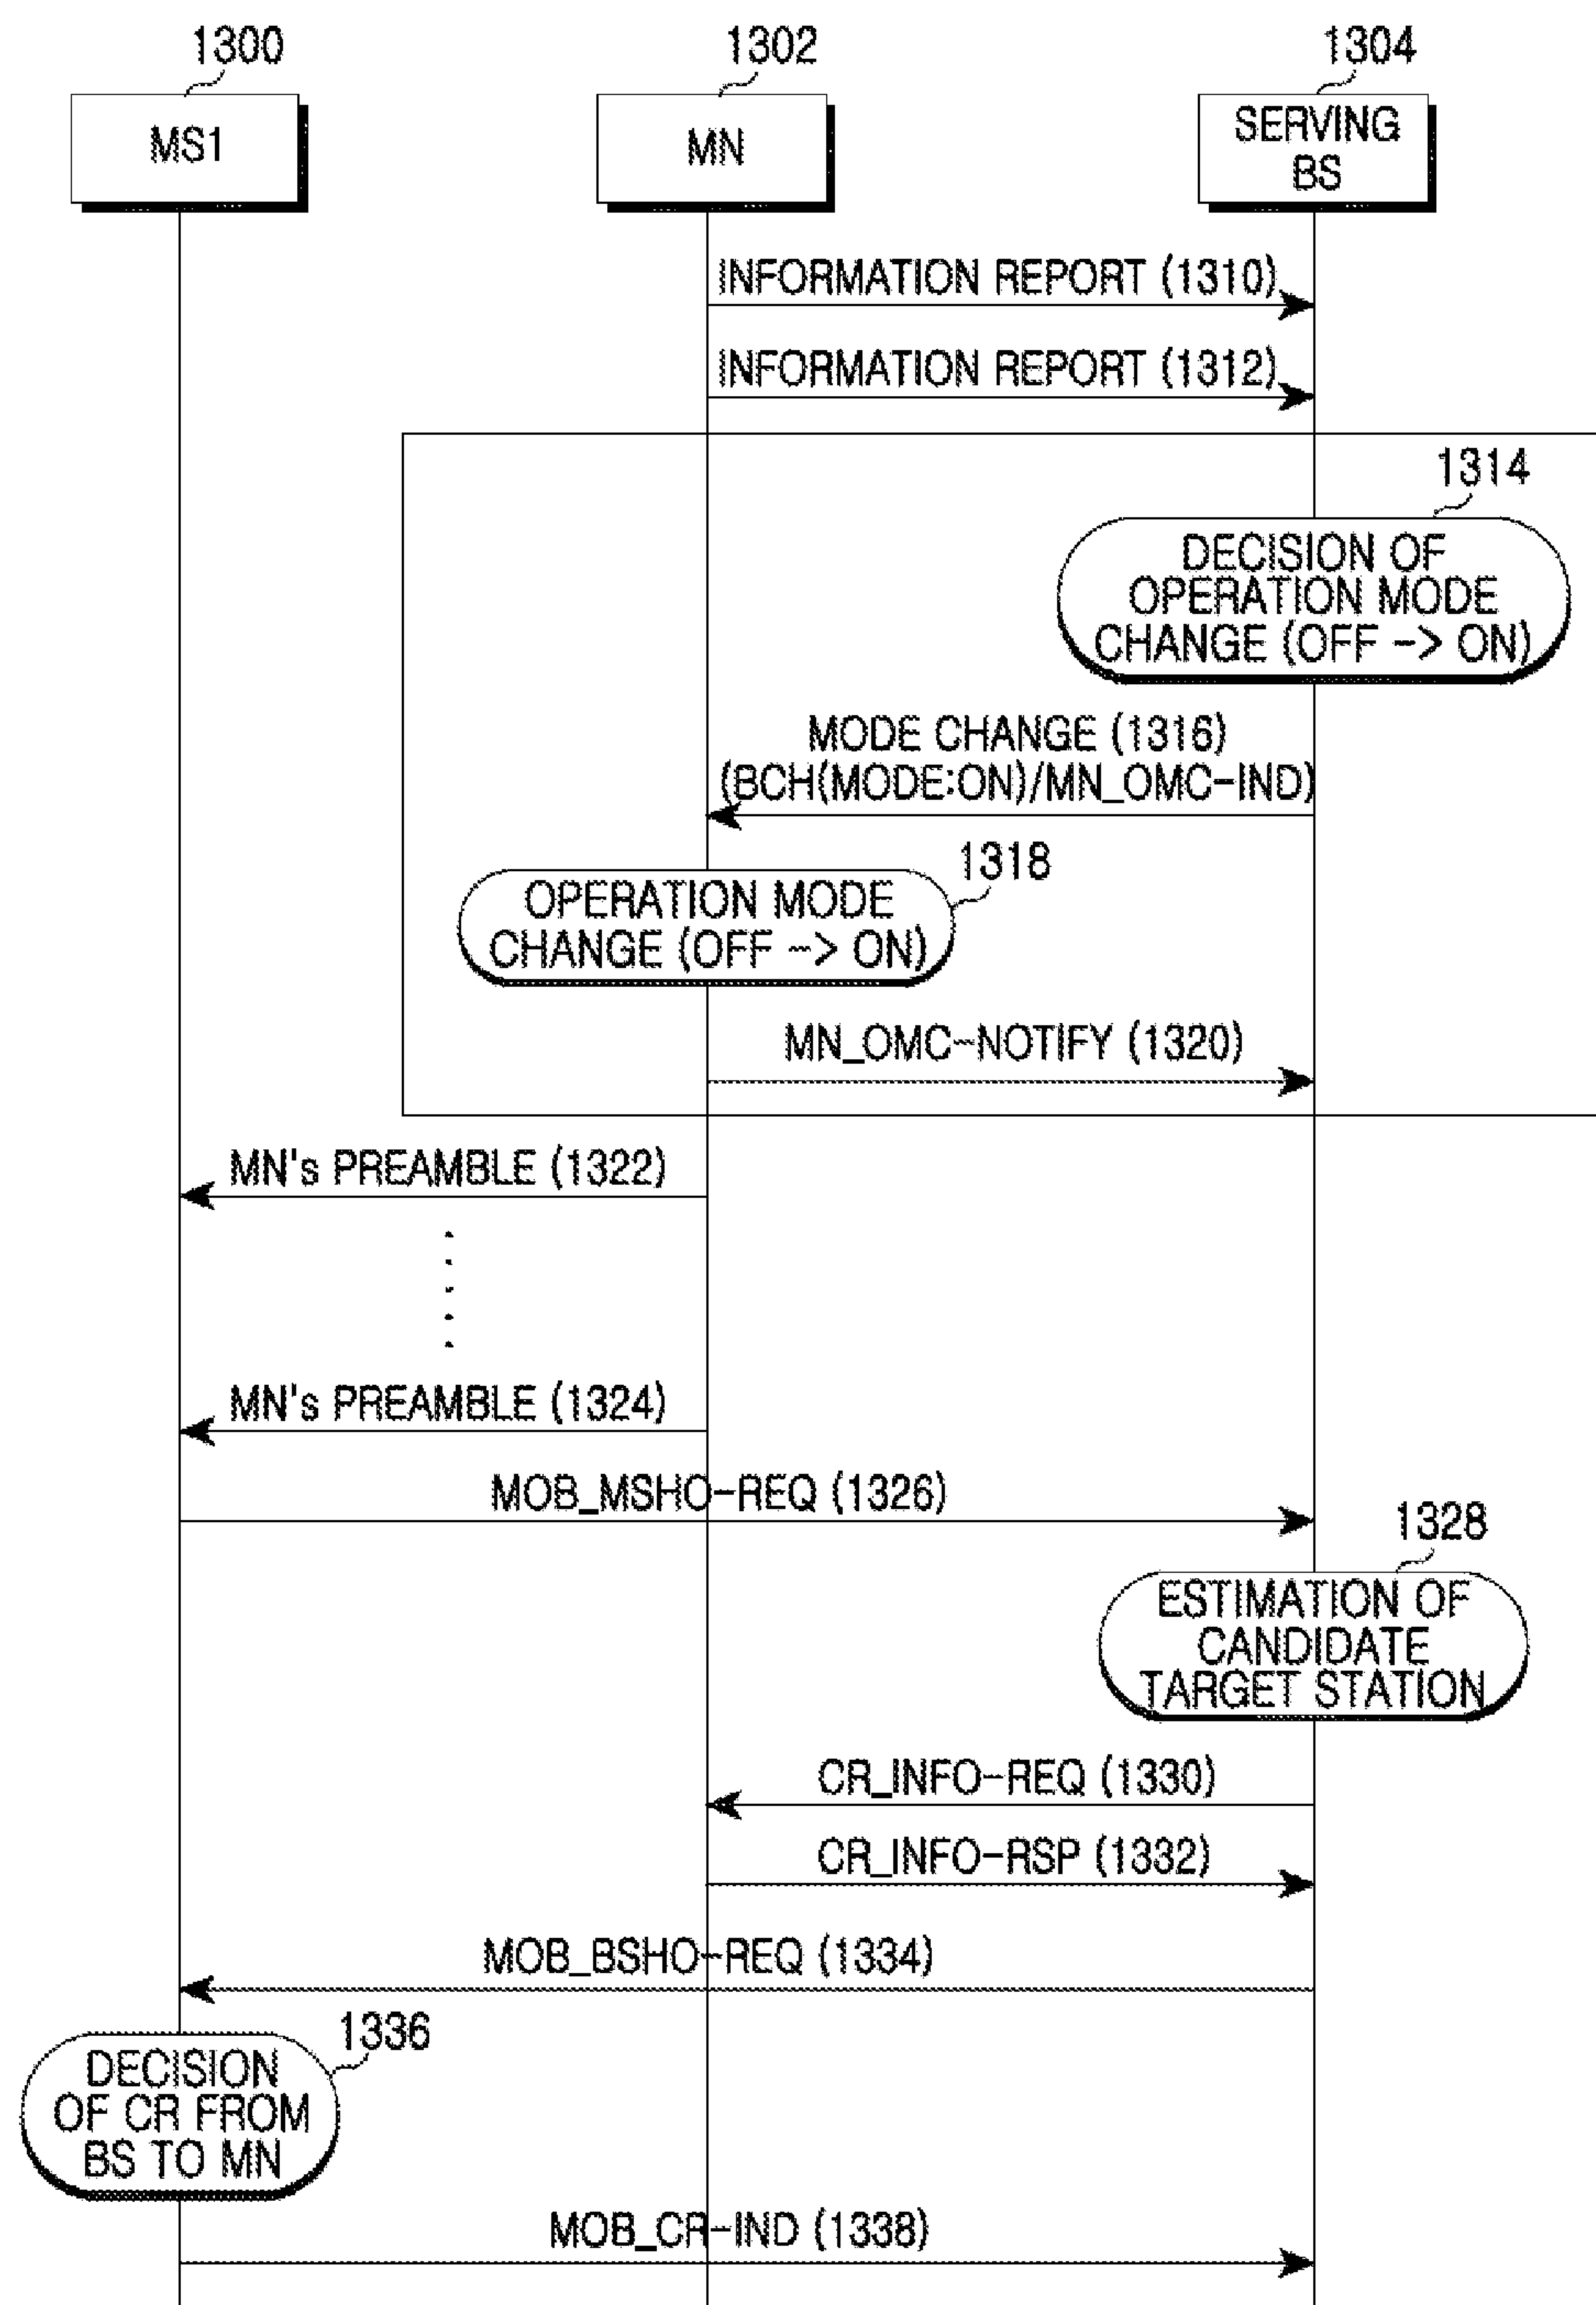 1300
1302
1304
MS1
MN
SERVING
BS
INFORMATION REPORT (1310)
INFORMATION REPORT (1312)
1314
DECISION OF
OPERATION MODE
CHANGE (OFF -> ON)
MODE CHANGE (1316)
(BCH(MODE:ON)/MN_OMC-IND)
1318
OPERATION MODE
CHANGE (OFF -> ON)
MN_OMC-NOTIFY (1320)
MN's PREAMBLE (1322)
MN's PREAMBLE (1324)
MOB_MSHO-REQ (1326)
1328
ESTIMATION OF
CANDIDATE
TARGET STATION
CR_INFO-REQ (1330)
CR_INFO-RSP (1332)
MOB_BSHO-REQ (1334)
1336
DECISION
OF CR FROM
BS TO MN
MOB_CR-IND (1338)